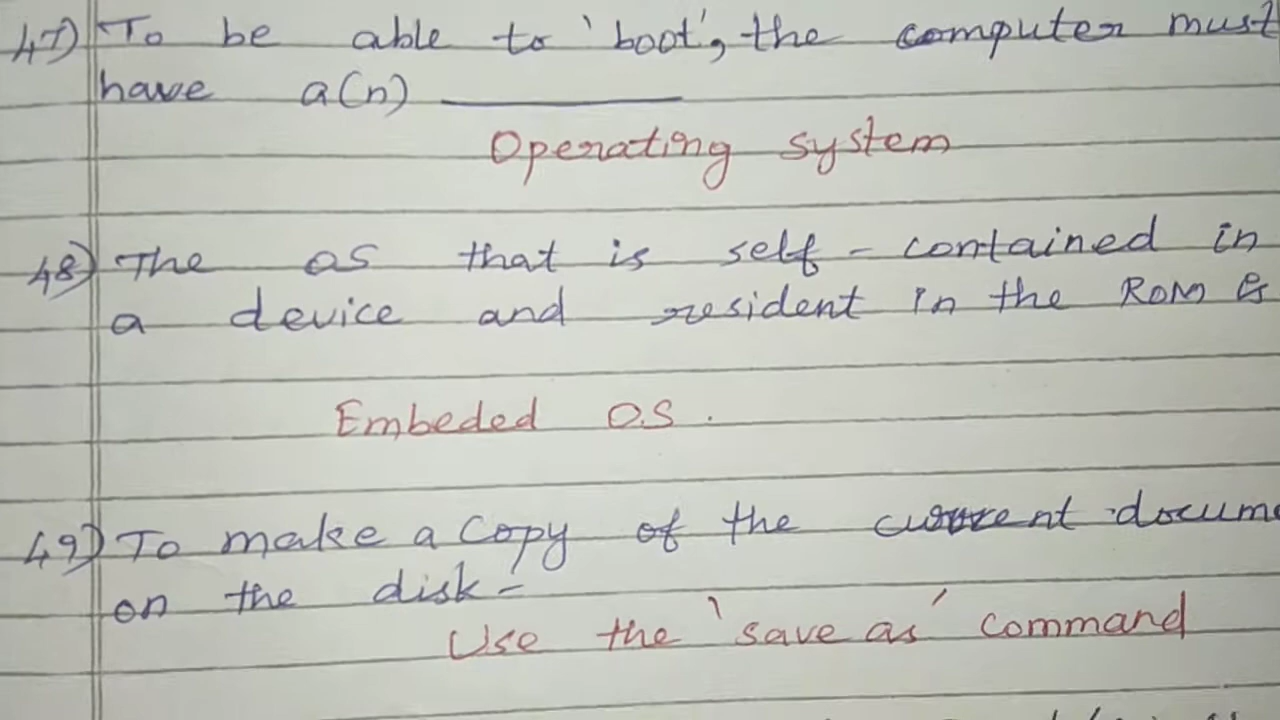 47) To be able to 'boot', the computer must
have a(n) ________
Operating system
48) The OS that is self - contained in
a device and resident in the ROM is
Embeded O.S.
49) To make a copy of the current docume
on the disk -
Use the 'save as' command